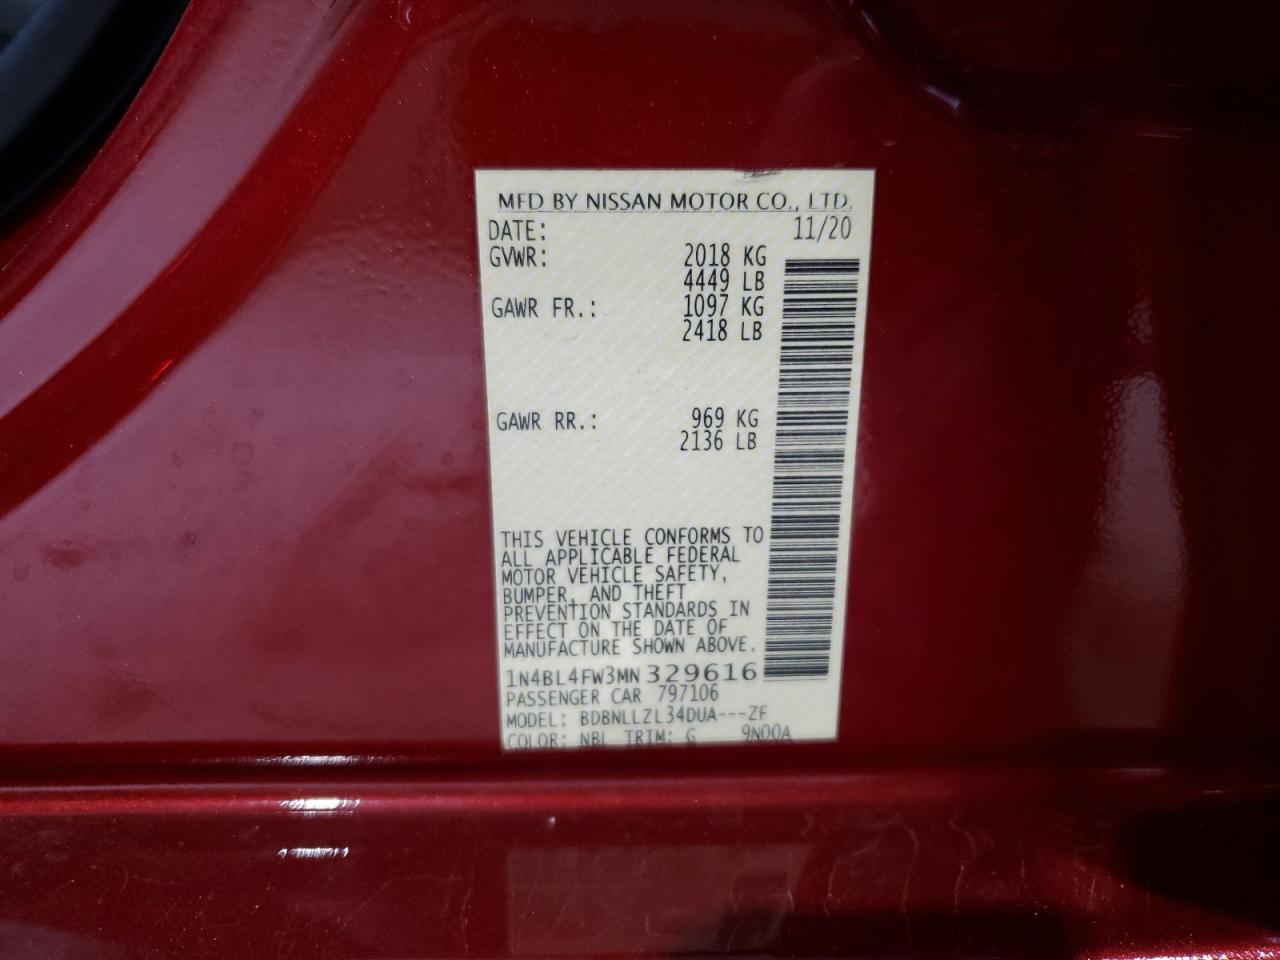 MFD BY NISSAN MOTOR CO., LTD.
DATE: 11/20
GVWR: 2018 KG
4449 LB
GAWR FR.: 1097 KG
2418 LB
GAWR RR.: 969 KG
2136 LB
THIS VEHICLE CONFORMS TO
ALL APPLICABLE FEDERAL
MOTOR VEHICLE SAFETY,
BUMPER, AND THEFT
PREVENTION STANDARDS IN
EFFECT ON THE DATE OF
MANUFACTURE SHOWN ABOVE.
1N4BL4FW3MN329616
PASSENGER CAR 797106
MODEL: BDBNLLZL34DUA---ZF
COLOR: NBL TRIM: G 9N00A